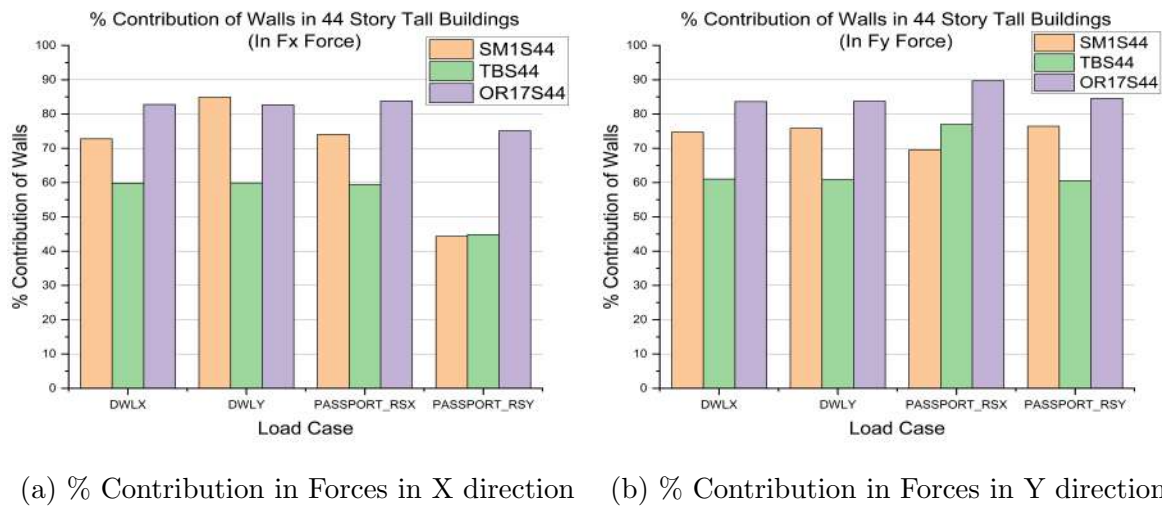 % Contribution of Walls in 44 Story Tall Buildings
(In Fx Force)
SM1S44
TBS44
OR17S44
% Contribution of Walls
100
90
80
70
60
50
40
30
20
10
0
DWLX DWLY PASSPORT_RSX PASSPORT_RSY
Load Case
% Contribution of Walls in 44 Story Tall Buildings
(In Fy Force)
SM1S44
TBS44
OR17S44
% Contribution of Walls
100
90
80
70
60
50
40
30
20
10
0
DWLX DWLY PASSPORT_RSX PASSPORT_RSY
Load Case
(a) % Contribution in Forces in X direction
(b) % Contribution in Forces in Y direction